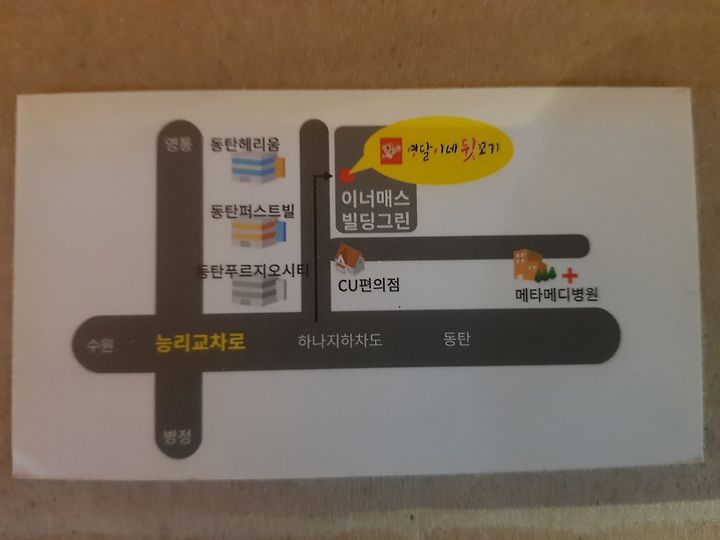 영통
동탄헤리움
영달이네 뒷고기
동탄퍼스트빌
이너매스
빌딩그린
동탄푸르지오시티
CU편의점
메타메디병원
수원
능리교차로
하나지하차도
동탄
병점